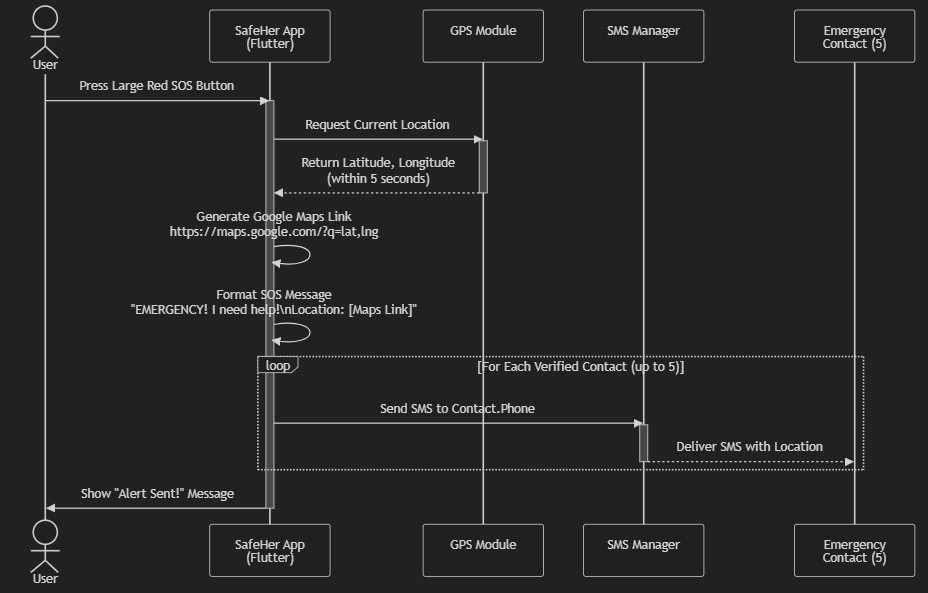 SafeHer App
(Flutter)
GPS Module
SMS Manager
Emergency
Contact (5)
User
Press Large Red SOS Button
Request Current Location
Return Latitude, Longitude
(within 5 seconds)
Generate Google Maps Link
https://maps.google.com/?q=lat,lng
Format SOS Message
"EMERGENCY! I need help!\nLocation: [Maps Link]"
loop
[For Each Verified Contact (up to 5)]
Send SMS to Contact.Phone
Deliver SMS with Location
Show "Alert Sent!" Message
SafeHer App
(Flutter)
GPS Module
SMS Manager
Emergency
Contact (5)
User